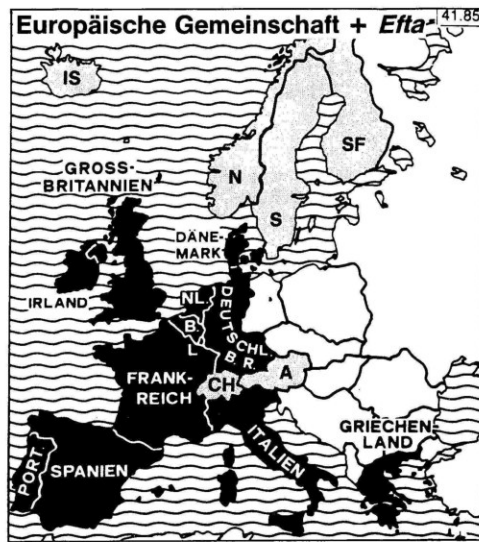 Europäische Gemeinschaft + Efta-
41.85
IS
SF
GROSS-
BRITANNIEN
N
S
DÄNE-
MARK
IRLAND
NL.
DEUTSCHL.
B.R.
B.
L
FRANK-
REICH
CH
A
GRIECHEN-
LAND
ITALIEN
PORT.
SPANIEN